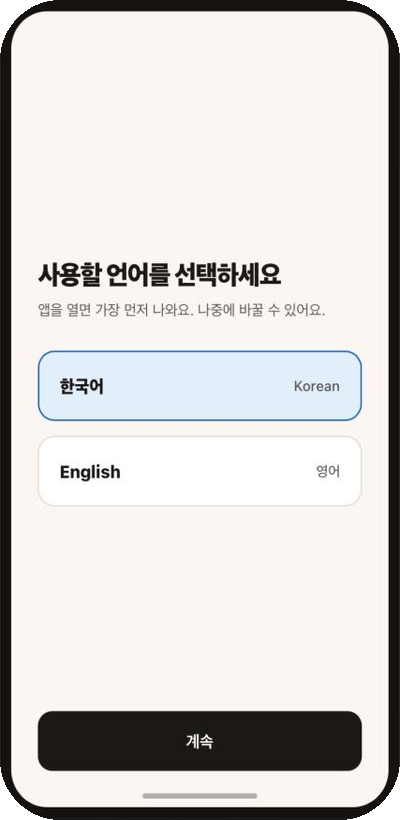 사용할 언어를 선택하세요
앱을 열면 가장 먼저 나와요. 나중에 바꿀 수 있어요.
한국어 Korean
English 영어
계속